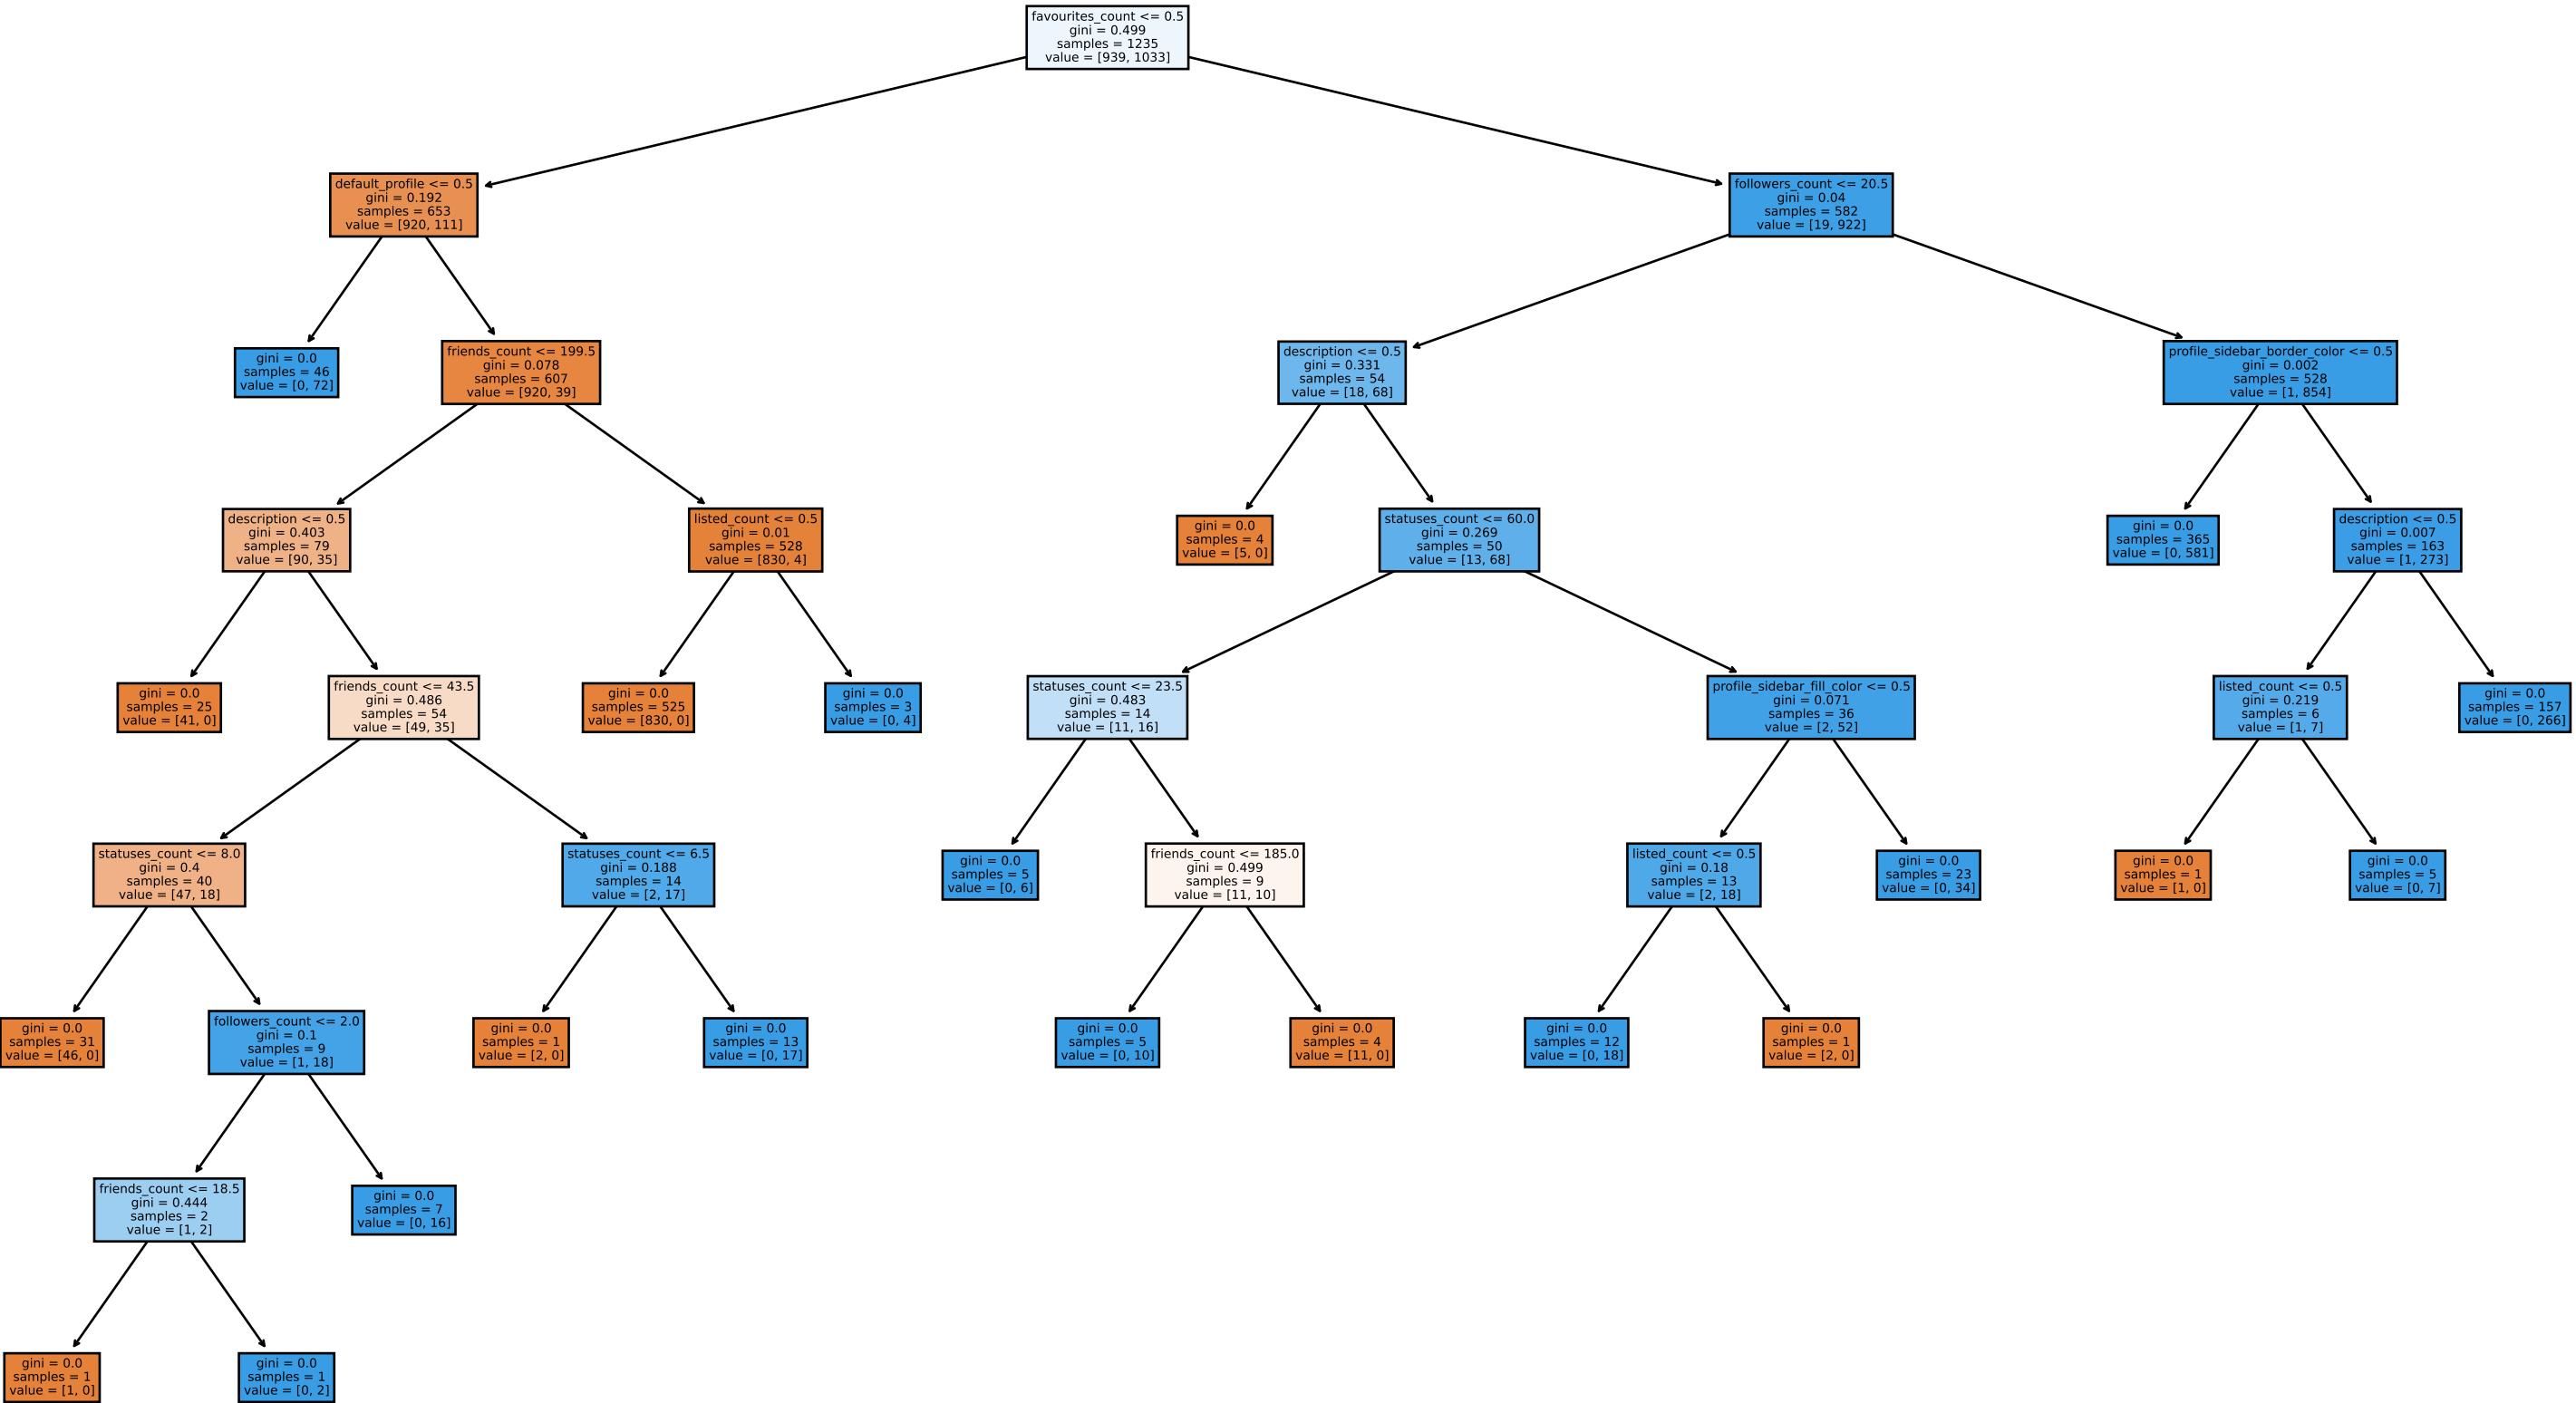 favourites_count <= 0.5
gini = 0.499
samples = 1235
value = [939, 1033]
default_profile <= 0.5
gini = 0.192
samples = 653
value = [920, 111]
followers_count <= 20.5
gini = 0.04
samples = 582
value = [19, 922]
gini = 0.0
samples = 46
value = [0, 72]
friends_count <= 199.5
gini = 0.078
samples = 607
value = [920, 39]
description <= 0.5
gini = 0.331
samples = 54
value = [18, 68]
profile_sidebar_border_color <= 0.5
gini = 0.002
samples = 528
value = [1, 854]
description <= 0.5
gini = 0.403
samples = 79
value = [90, 35]
listed_count <= 0.5
gini = 0.01
samples = 528
value = [830, 4]
gini = 0.0
samples = 4
value = [5, 0]
statuses_count <= 60.0
gini = 0.269
samples = 50
value = [13, 68]
gini = 0.0
samples = 365
value = [0, 581]
description <= 0.5
gini = 0.007
samples = 163
value = [1, 273]
gini = 0.0
samples = 25
value = [41, 0]
friends_count <= 43.5
gini = 0.486
samples = 54
value = [49, 35]
gini = 0.0
samples = 525
value = [830, 0]
gini = 0.0
samples = 3
value = [0, 4]
statuses_count <= 23.5
gini = 0.483
samples = 14
value = [11, 16]
profile_sidebar_fill_color <= 0.5
gini = 0.071
samples = 36
value = [2, 52]
listed_count <= 0.5
gini = 0.219
samples = 6
value = [1, 7]
gini = 0.0
samples = 157
value = [0, 266]
statuses_count <= 8.0
gini = 0.4
samples = 40
value = [47, 18]
statuses_count <= 6.5
gini = 0.188
samples = 14
value = [2, 17]
gini = 0.0
samples = 5
value = [0, 6]
friends_count <= 185.0
gini = 0.499
samples = 9
value = [11, 10]
listed_count <= 0.5
gini = 0.18
samples = 13
value = [2, 18]
gini = 0.0
samples = 23
value = [0, 34]
gini = 0.0
samples = 1
value = [1, 0]
gini = 0.0
samples = 5
value = [0, 7]
gini = 0.0
samples = 31
value = [46, 0]
followers_count <= 2.0
gini = 0.1
samples = 9
value = [1, 18]
gini = 0.0
samples = 1
value = [2, 0]
gini = 0.0
samples = 13
value = [0, 17]
gini = 0.0
samples = 5
value = [0, 10]
gini = 0.0
samples = 4
value = [11, 0]
gini = 0.0
samples = 12
value = [0, 18]
gini = 0.0
samples = 1
value = [2, 0]
friends_count <= 18.5
gini = 0.444
samples = 2
value = [1, 2]
gini = 0.0
samples = 7
value = [0, 16]
gini = 0.0
samples = 1
value = [1, 0]
gini = 0.0
samples = 1
value = [0, 2]